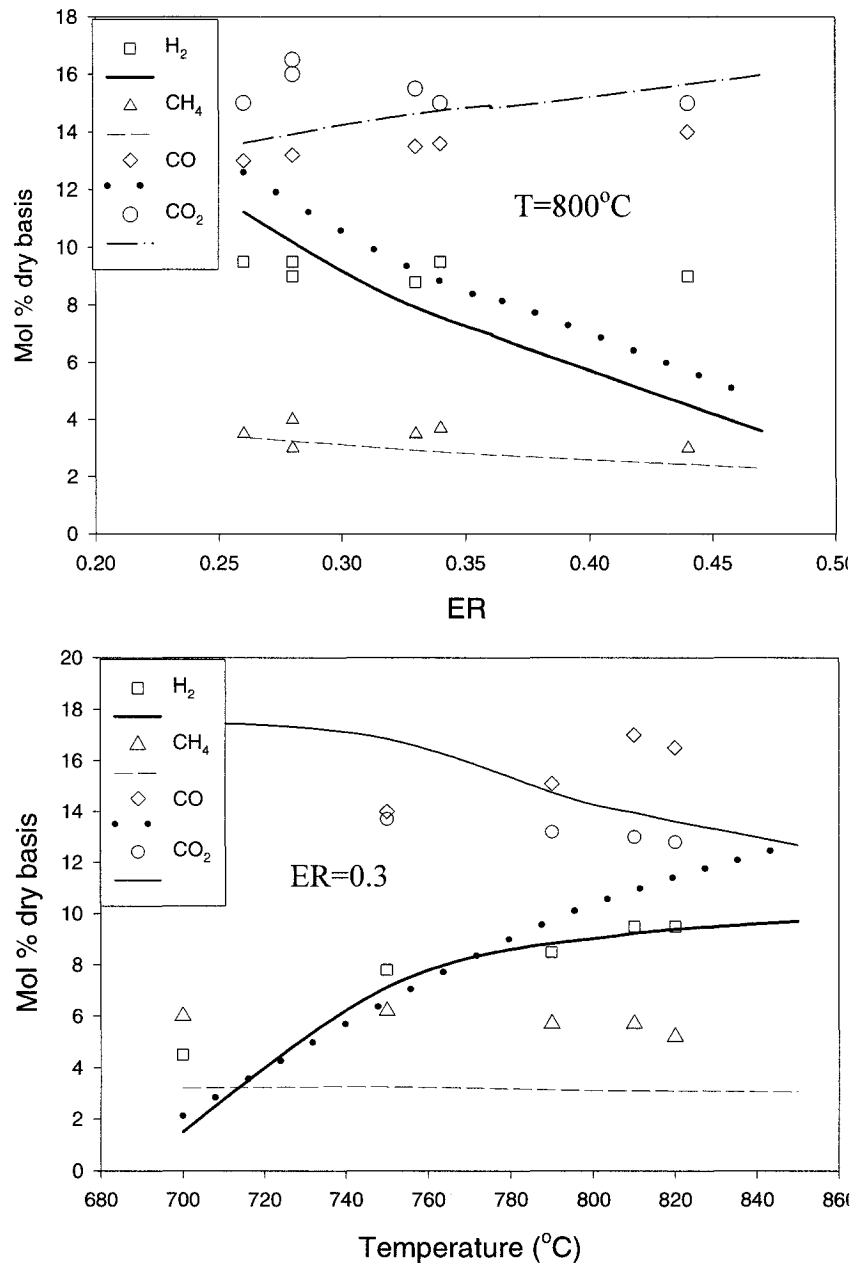 18
16
14
12
10
8
6
4
2
0
Mol % dry basis
H₂
CH₄
CO
CO₂
T=800°C
0.20 0.25 0.30 0.35 0.40 0.45 0.50
ER
20
18
16
14
12
10
8
6
4
2
0
Mol % dry basis
H₂
CH₄
CO
CO₂
ER=0.3
680 700 720 740 760 780 800 820 840 860
Temperature (°C)